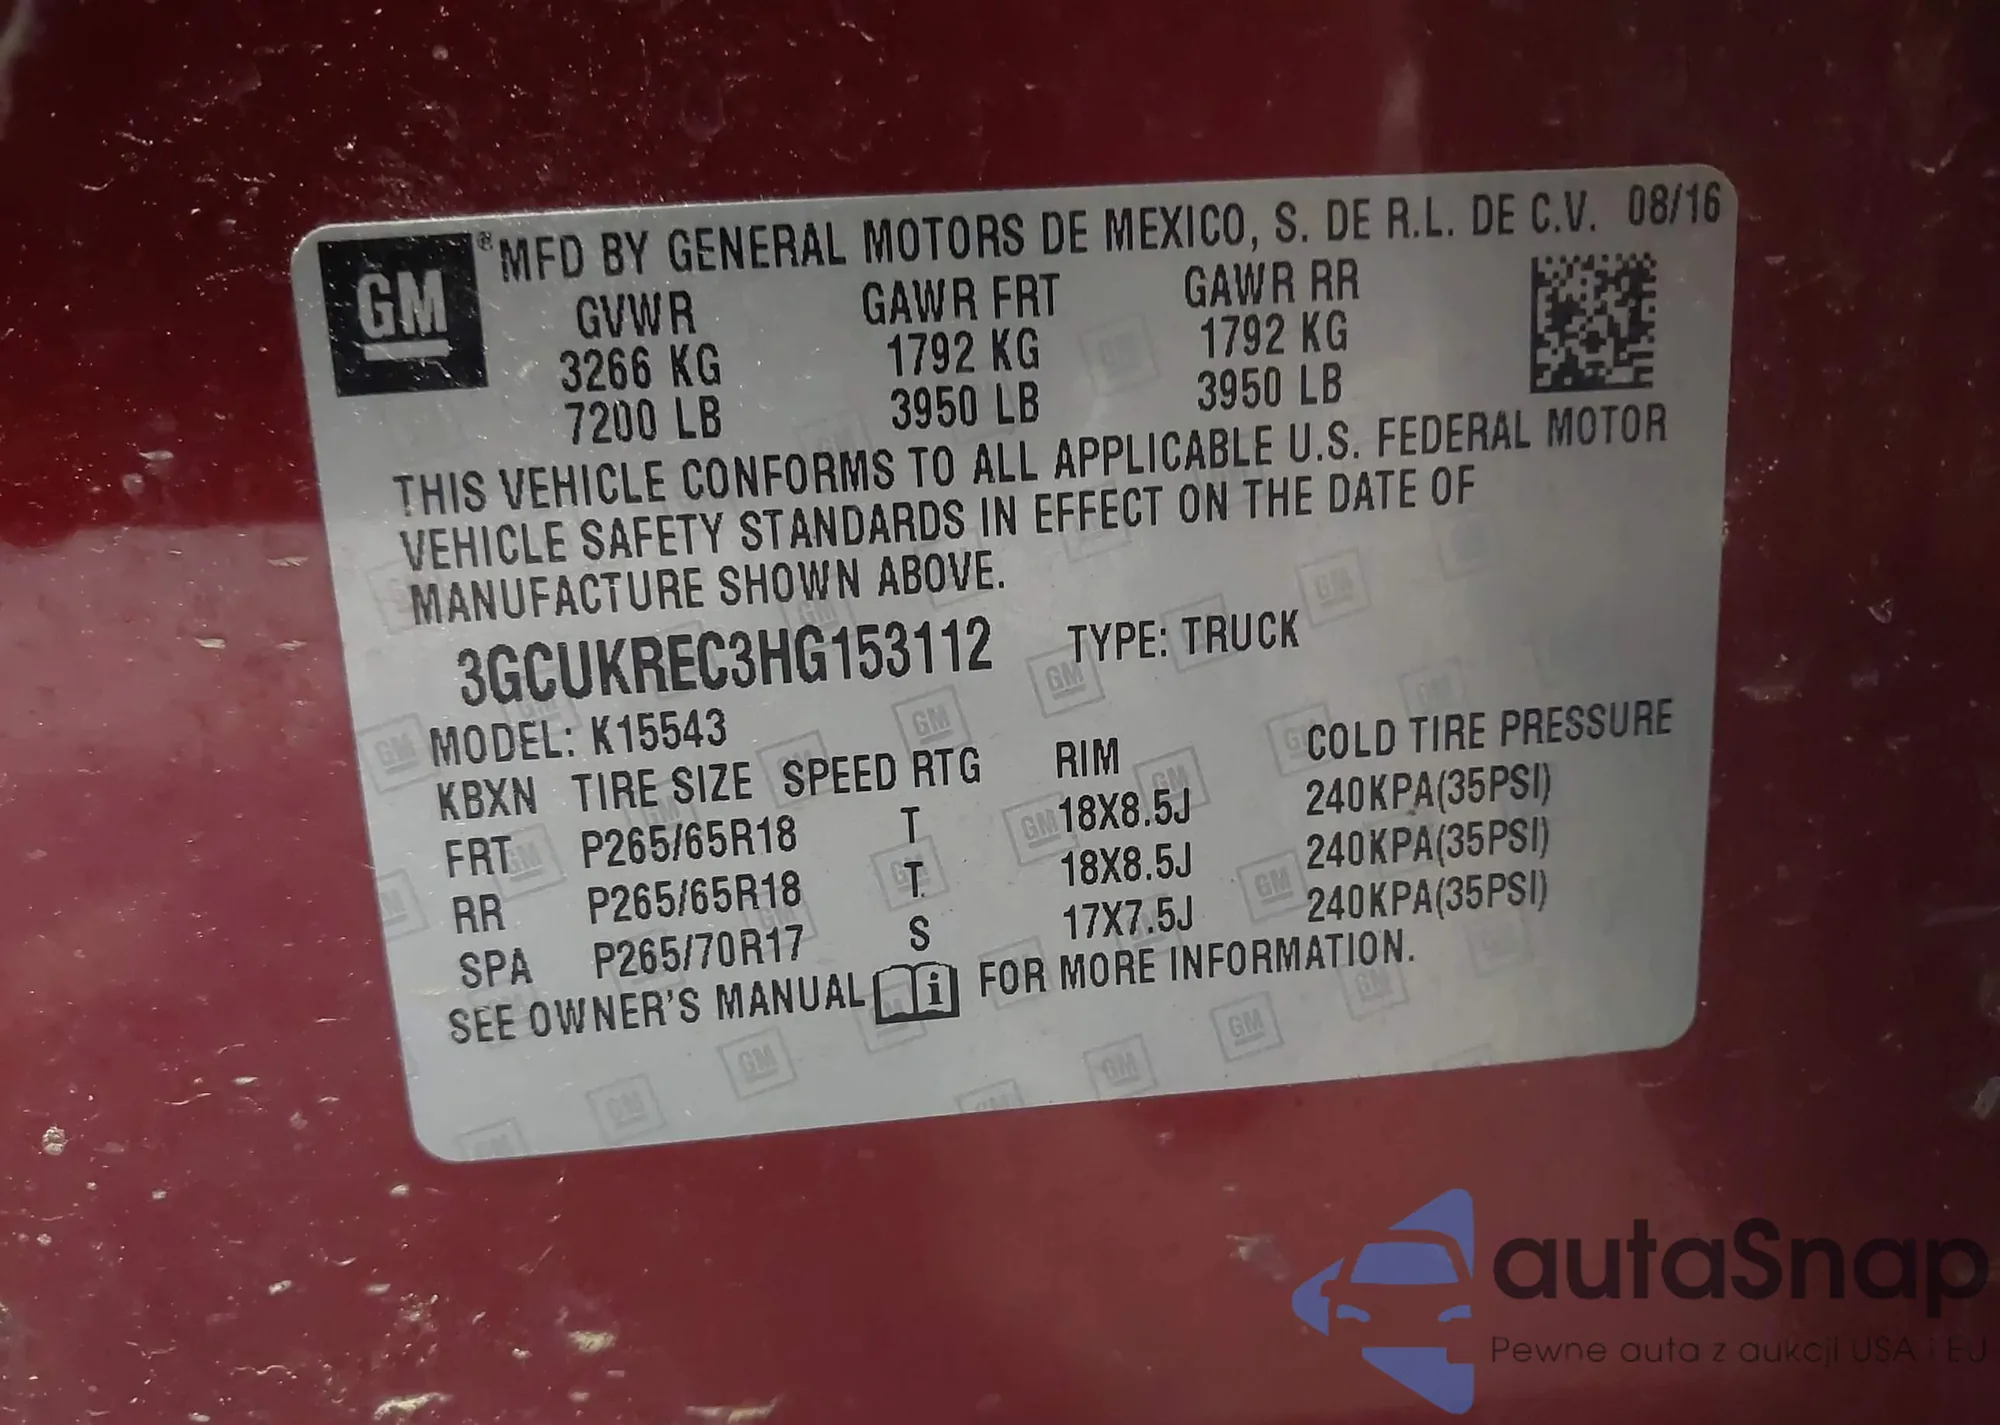 GM ® MFD BY GENERAL MOTORS DE MEXICO, S. DE R.L. DE C.V. 08/16
GVWR GAWR FRT GAWR RR
3266 KG 1792 KG 1792 KG
7200 LB 3950 LB 3950 LB
THIS VEHICLE CONFORMS TO ALL APPLICABLE U.S. FEDERAL MOTOR
VEHICLE SAFETY STANDARDS IN EFFECT ON THE DATE OF
MANUFACTURE SHOWN ABOVE.
3GCUKREC3HG153112 TYPE: TRUCK
MODEL: K15543
KBXN TIRE SIZE SPEED RTG RIM COLD TIRE PRESSURE
FRT P265/65R18 T 18X8.5J 240KPA(35PSI)
RR P265/65R18 T 18X8.5J 240KPA(35PSI)
SPA P265/70R17 S 17X7.5J 240KPA(35PSI)
SEE OWNER'S MANUAL i FOR MORE INFORMATION.
autaSnap
Pewne auta z aukcji USA i EU